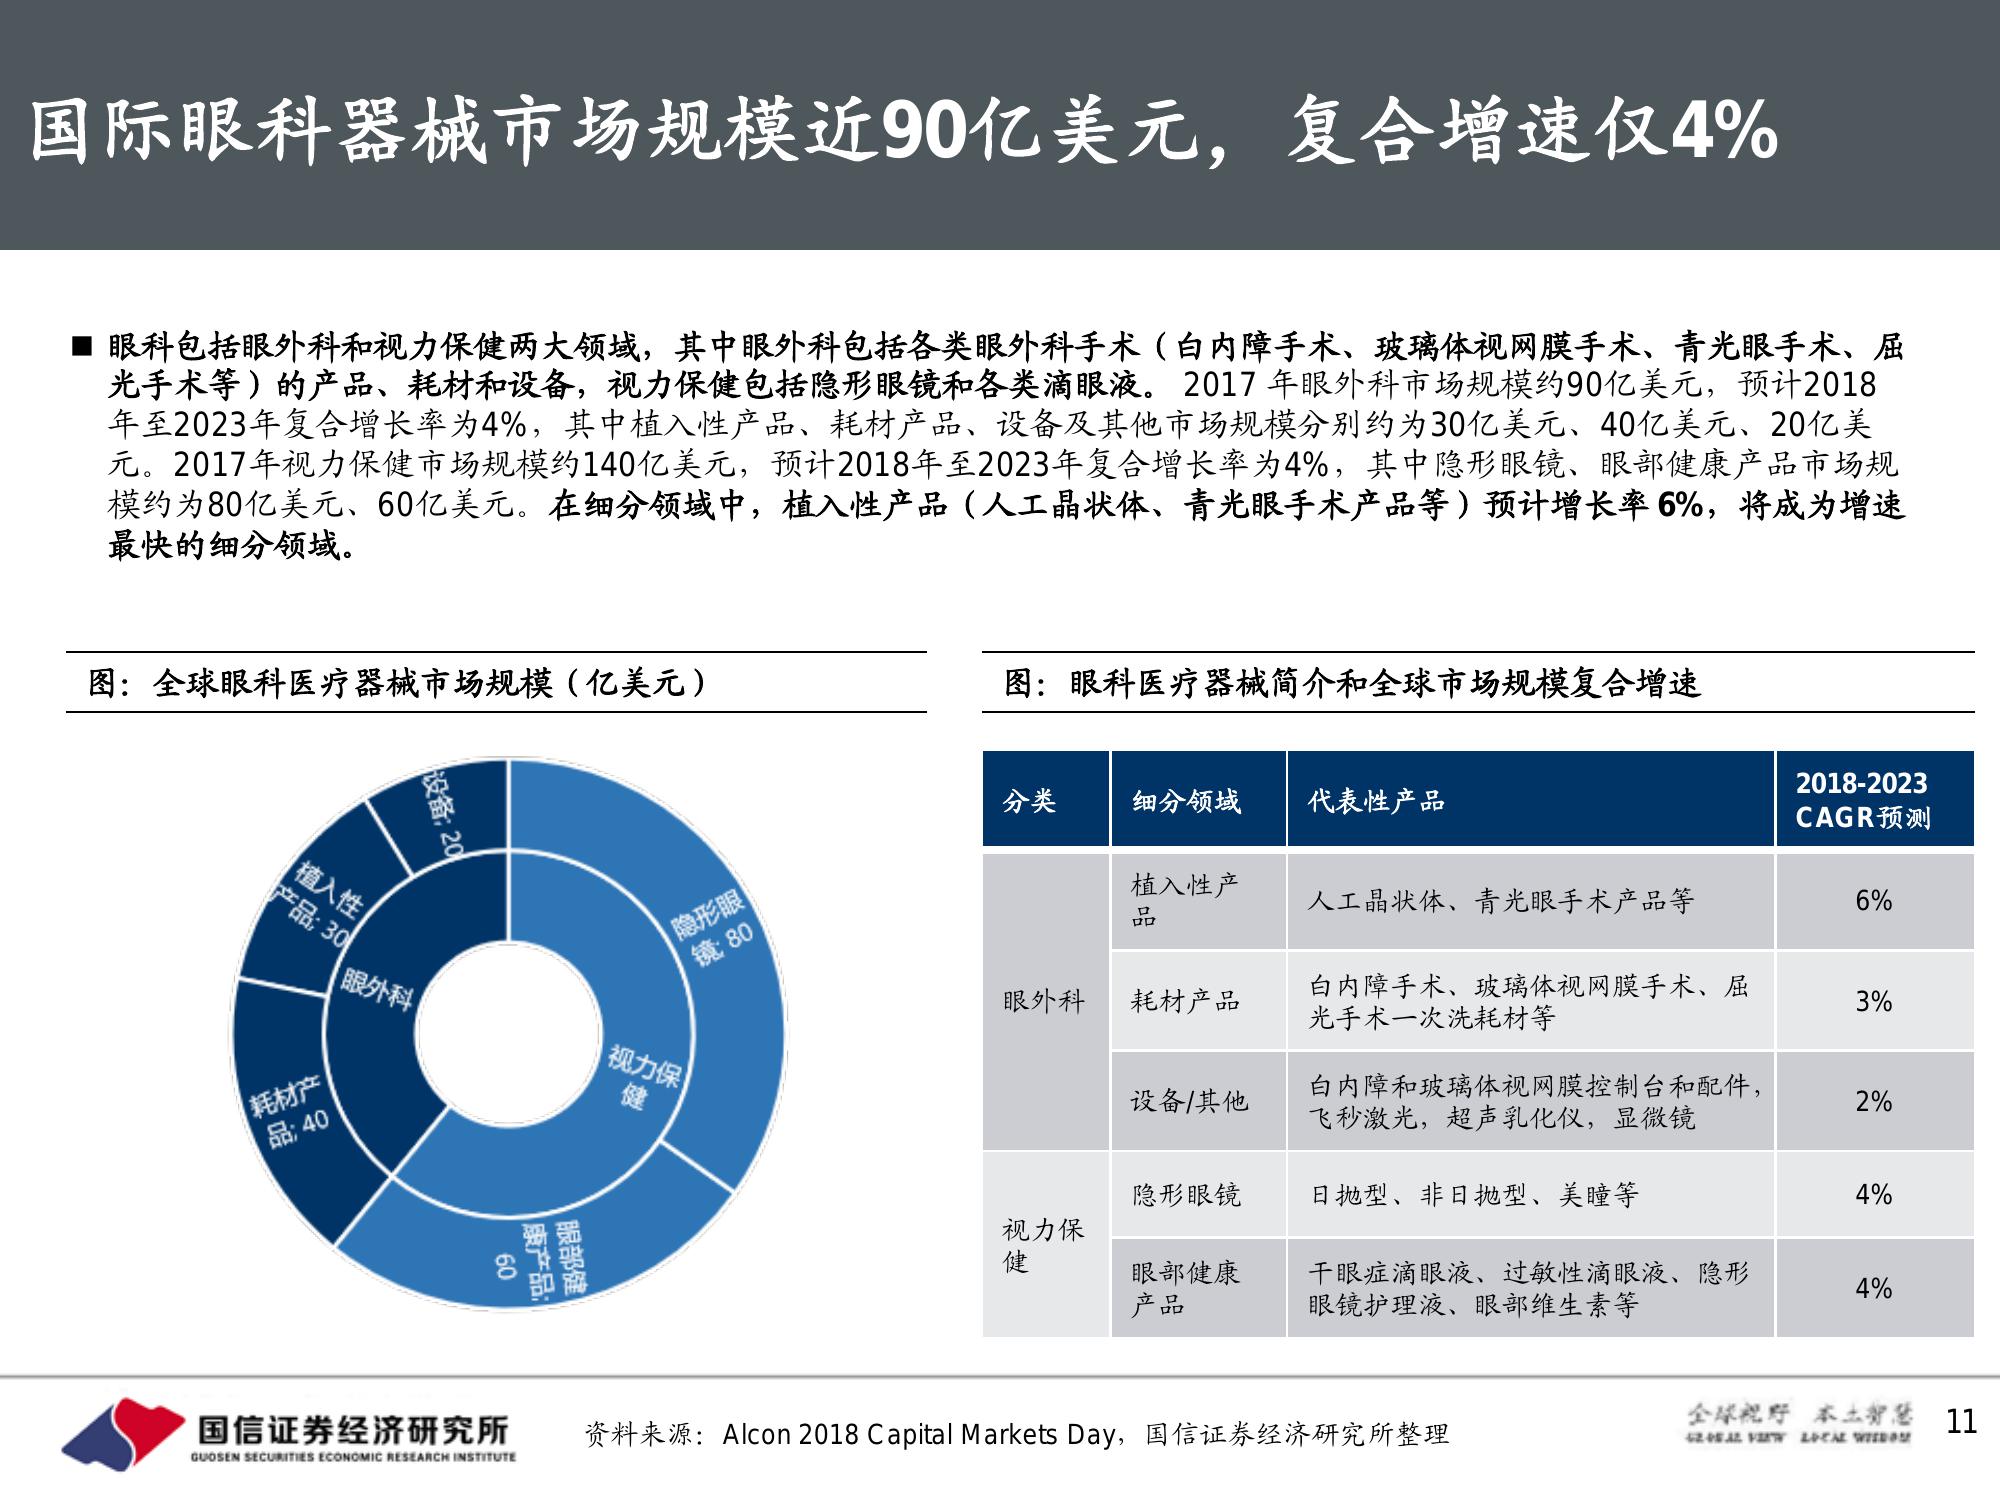 国际眼科器械市场规模近90亿美元，复合增速仅4%
■ 眼科包括眼外科和视力保健两大领域，其中眼外科包括各类眼外科手术（白内障手术、玻璃体视网膜手术、青光眼手术、屈
光手术等）的产品、耗材和设备，视力保健包括隐形眼镜和各类滴眼液。 2017 年眼外科市场规模约90亿美元，预计2018
年至2023年复合增长率为4%，其中植入性产品、耗材产品、设备及其他市场规模分别约为30亿美元、40亿美元、20亿美
元。2017年视力保健市场规模约140亿美元，预计2018年至2023年复合增长率为4%，其中隐形眼镜、眼部健康产品市场规
模约为80亿美元、60亿美元。在细分领域中，植入性产品（人工晶状体、青光眼手术产品等）预计增长率 6%，将成为增速
最快的细分领域。
图：全球眼科医疗器械市场规模（亿美元）
设备; 20
植入性
产品; 30
眼外科
耗材产
品; 40
隐形眼
镜; 80
视力保
健
眼部健
康产品;
60
图：眼科医疗器械简介和全球市场规模复合增速
分类 细分领域 代表性产品 2018-2023
CAGR预测
眼外科
植入性产
品
人工晶状体、青光眼手术产品等
6%
耗材产品
白内障手术、玻璃体视网膜手术、屈
光手术一次洗耗材等
3%
设备/其他
白内障和玻璃体视网膜控制台和配件，
飞秒激光，超声乳化仪，显微镜
2%
视力保
健
隐形眼镜
日抛型、非日抛型、美瞳等
4%
眼部健康
产品
干眼症滴眼液、过敏性滴眼液、隐形
眼镜护理液、眼部维生素等
4%
国信证券经济研究所
GUOSEN SECURITIES ECONOMIC RESEARCH INSTITUTE
资料来源：Alcon 2018 Capital Markets Day，国信证券经济研究所整理
全球视野 本土智慧
GLOBAL VIEW LOCAL WISDOM
11